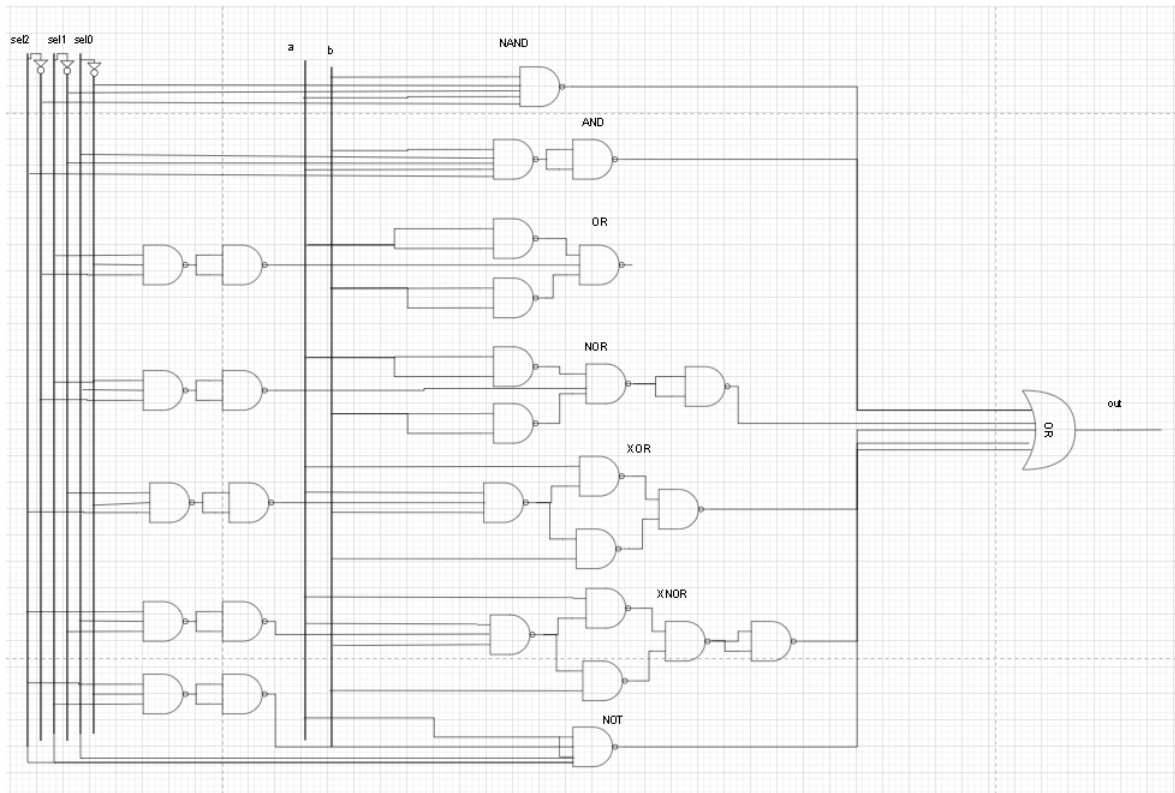 sel2 sel1 sel0
a
b
NAND
AND
OR
NOR
XOR
XNOR
NOT
OR
out